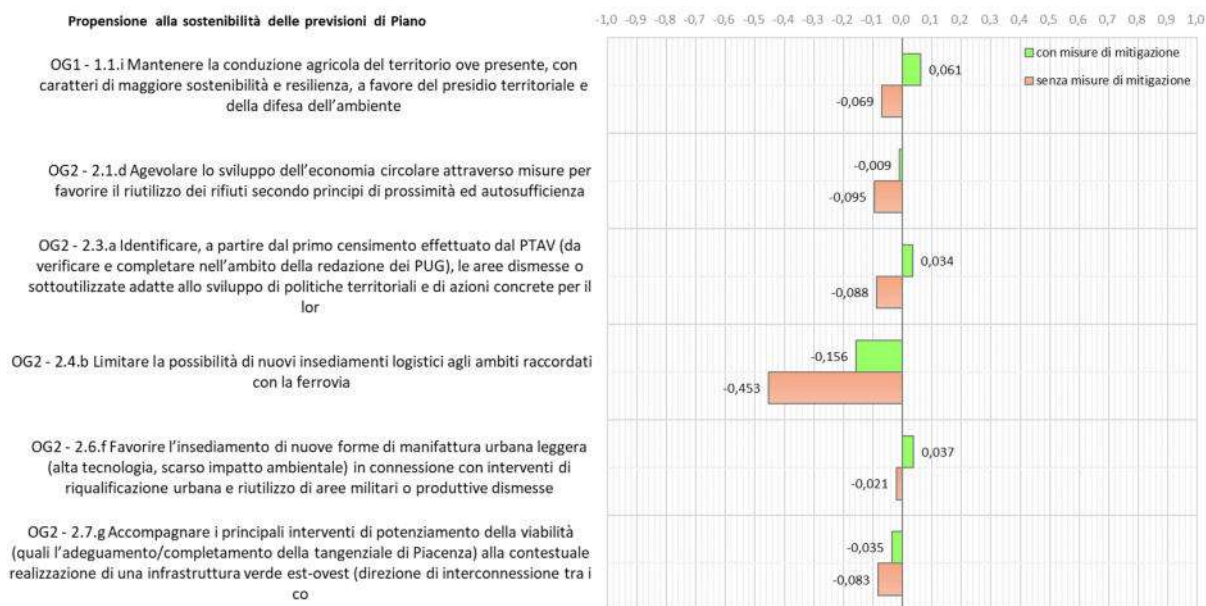 Propensione alla sostenibilità delle previsioni di Piano
-1,0 -0,9 -0,8 -0,7 -0,6 -0,5 -0,4 -0,3 -0,2 -0,1 0,0 0,1 0,2 0,3 0,4 0,5 0,6 0,7 0,8 0,9 1,0
con misure di mitigazione
senza misure di mitigazione
OG1 - 1.1.i Mantenere la conduzione agricola del territorio ove presente, con
caratteri di maggiore sostenibilità e resilienza, a favore del presidio territoriale e
della difesa dell'ambiente
0,061
-0,069
OG2 - 2.1.d Agevolare lo sviluppo dell'economia circolare attraverso misure per
favorire il riutilizzo dei rifiuti secondo principi di prossimità ed autosufficienza
-0,009
-0,095
OG2 - 2.3.a Identificare, a partire dal primo censimento effettuato dal PTAV (da
verificare e completare nell'ambito della redazione dei PUG), le aree dismesse o
sottoutilizzate adatte allo sviluppo di politiche territoriali e di azioni concrete per il
lor
0,034
-0,088
OG2 - 2.4.b Limitare la possibilità di nuovi insediamenti logistici agli ambiti raccordati
con la ferrovia
-0,156
-0,453
OG2 - 2.6.f Favorire l'insediamento di nuove forme di manifattura urbana leggera
(alta tecnologia, scarso impatto ambientale) in connessione con interventi di
riqualificazione urbana e riutilizzo di aree militari o produttive dismesse
0,037
-0,021
OG2 - 2.7.g Accompagnare i principali interventi di potenziamento della viabilità
(quali l'adeguamento/completamento della tangenziale di Piacenza) alla contestuale
realizzazione di una infrastruttura verde est-ovest (direzione di interconnessione tra i
co
-0,035
-0,083